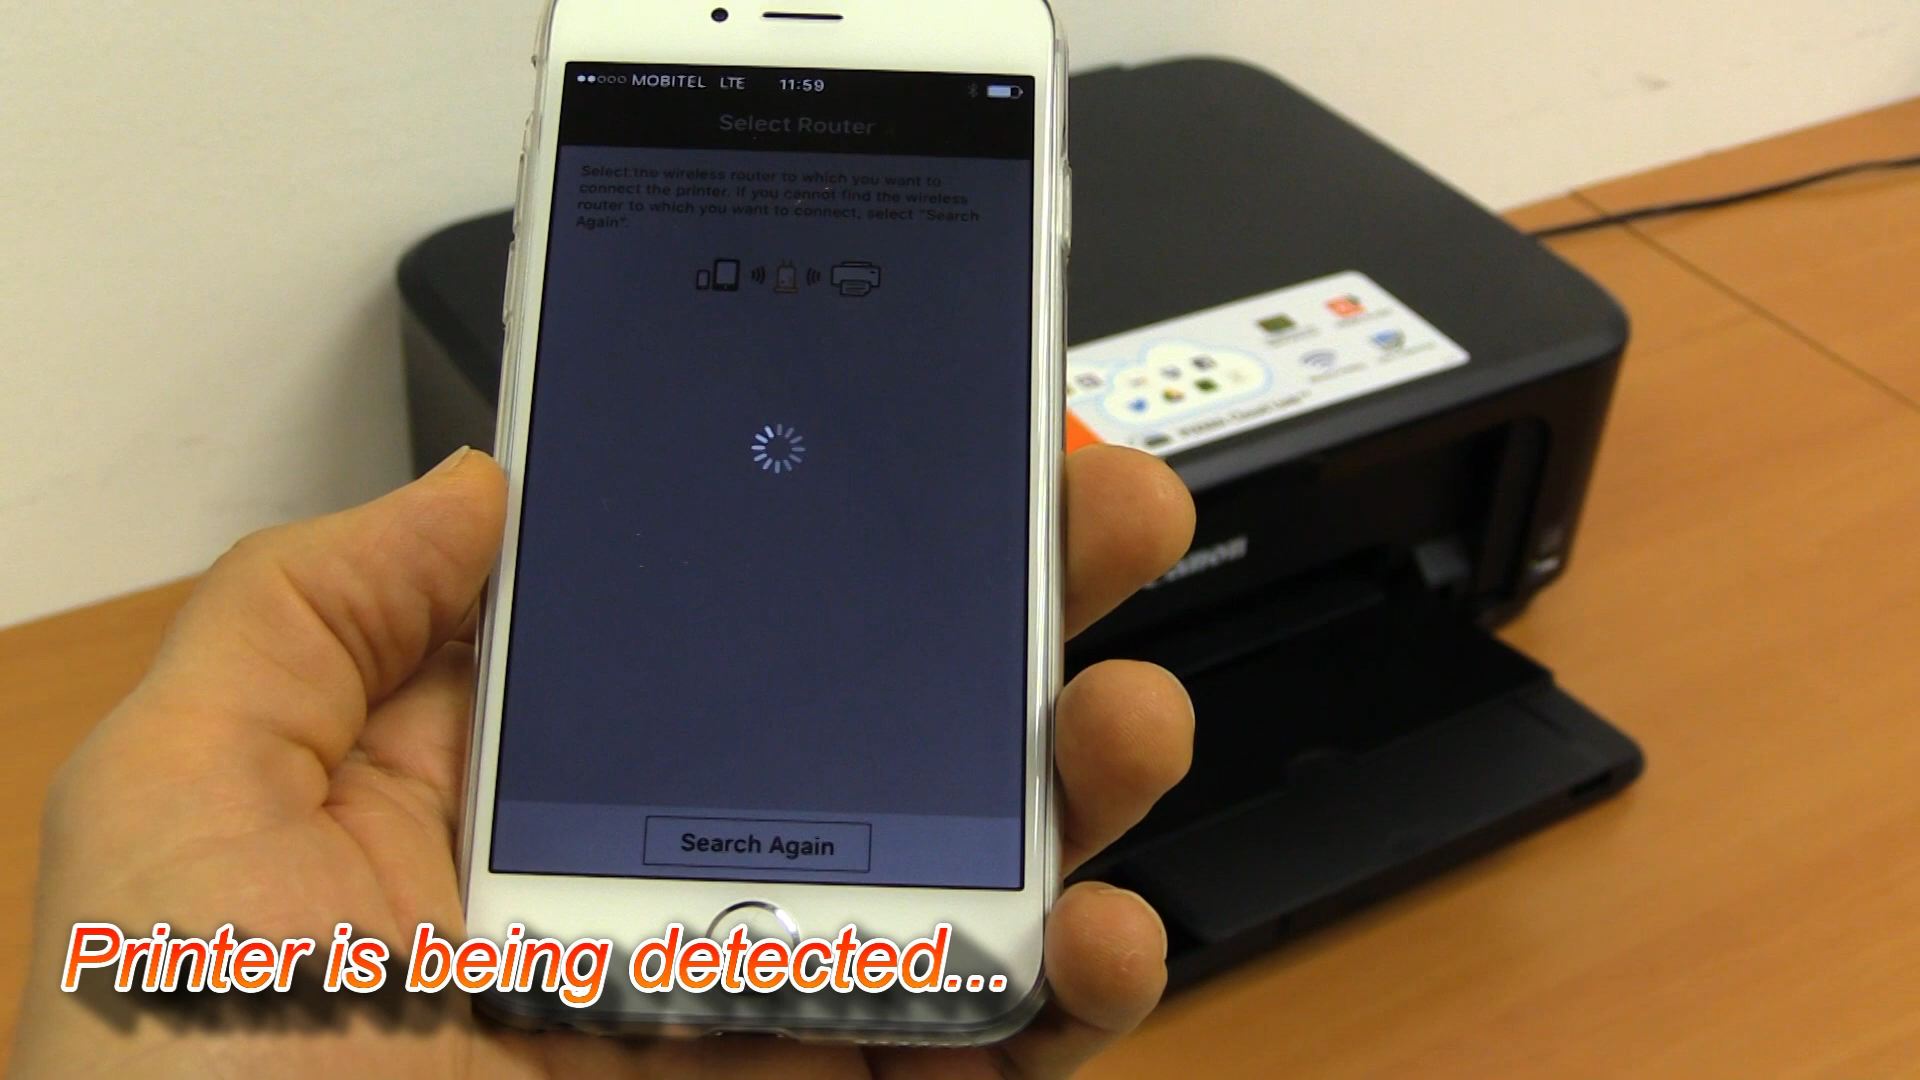 MOBITEL LTE 11:59
Select Router
Select the wireless router to which you want to
connect the printer. If you cannot find the wireless
router to which you want to connect, select "Search
Again".
Search Again
Canon
Printer is being detected...